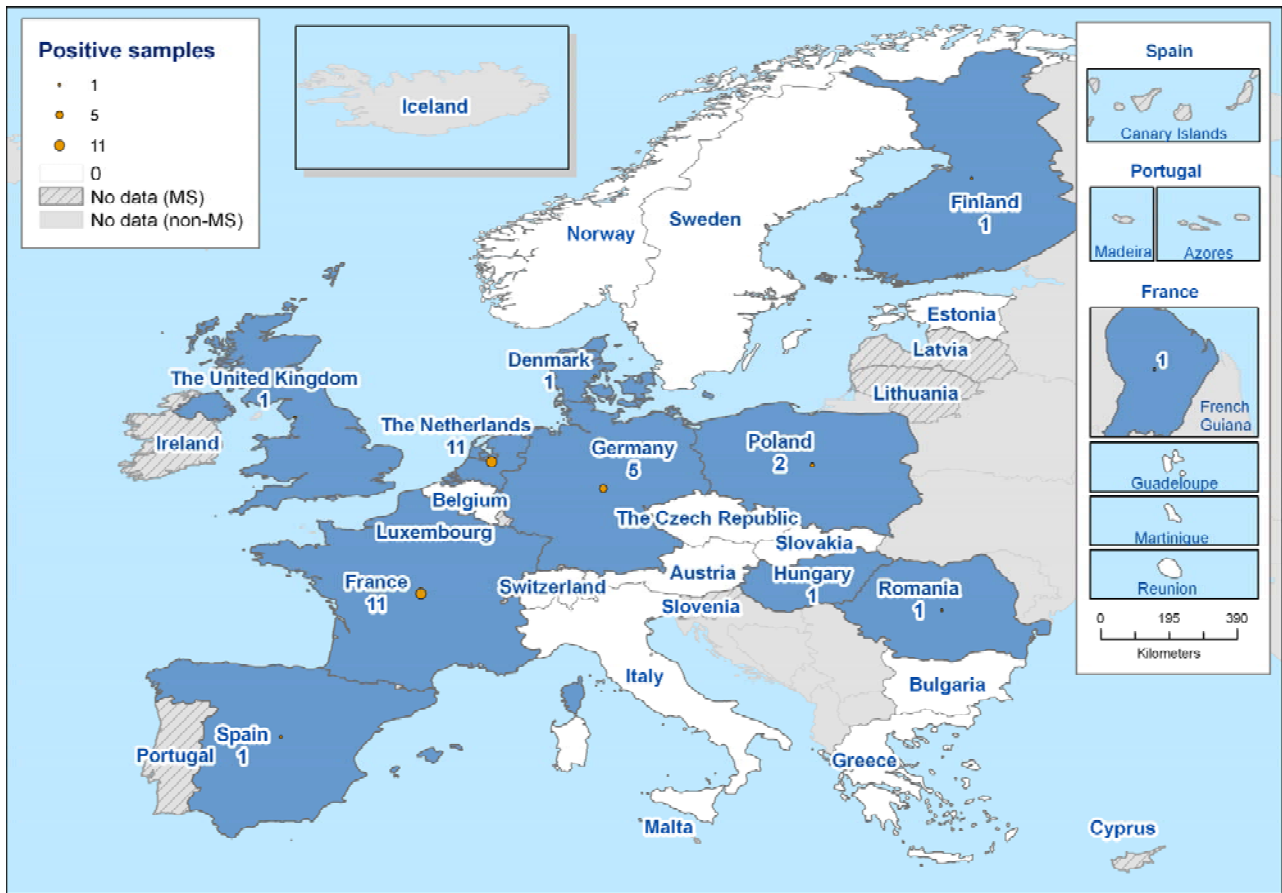 Positive samples
1
5
11
0
No data (MS)
No data (non-MS)
Iceland
Norway
Sweden
Finland
1
Estonia
Latvia
Lithuania
Denmark
1
The United Kingdom
1
Ireland
The Netherlands
11
Germany
5
Poland
2
Belgium
Luxembourg
The Czech Republic
Slovakia
France
11
Switzerland
Austria
Hungary
1
Romania
1
Slovenia
Italy
Bulgaria
Spain
1
Portugal
Greece
Malta
Cyprus
Spain
Canary Islands
Portugal
Madeira
Azores
France
1
French
Guiana
Guadeloupe
Martinique
Reunion
0 195 390
Kilometers